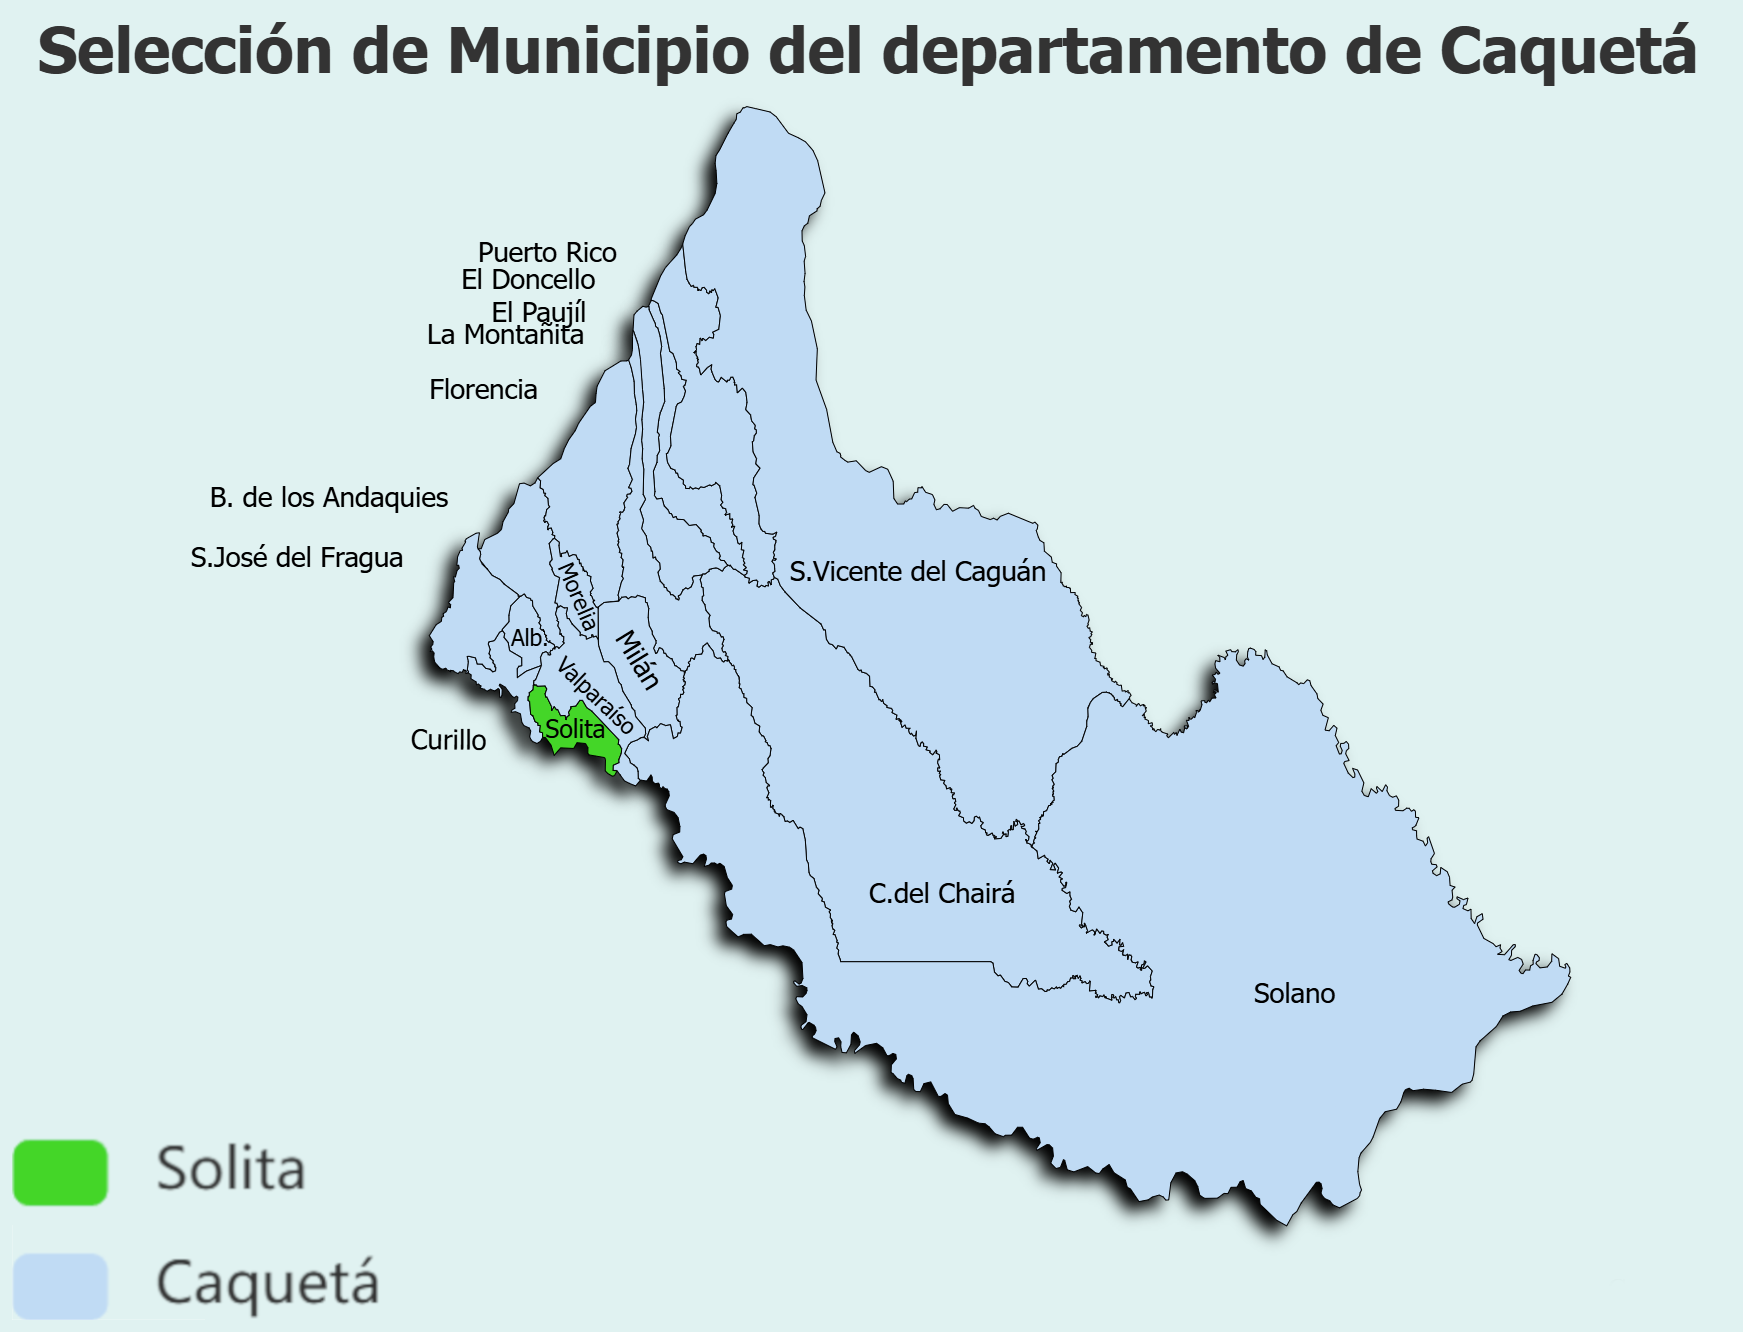 Selección de Municipio del departamento de Caquetá
Puerto Rico
El Doncello
El Paujíl
La Montañita
Florencia
B. de los Andaquies
S.José del Fragua
S.Vicente del Caguán
Morelia
Alb.
Milán
Valparaíso
Solita
Curillo
C.del Chairá
Solano
Solita
Caquetá